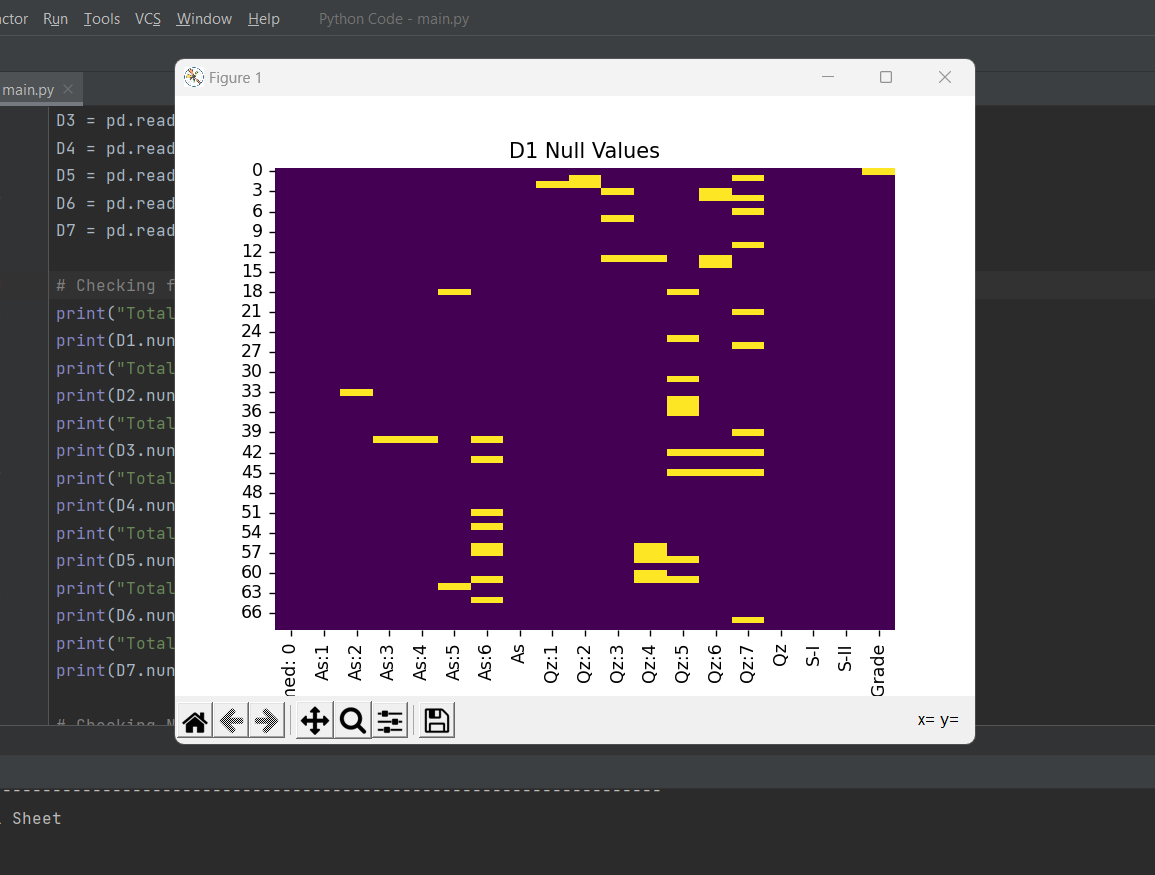 ctor Run Tools VCS Window Help Python Code - main.py
Figure 1
main.py
D3 = pd.read
D4 = pd.read
D5 = pd.read
D6 = pd.read
D7 = pd.read
# Checking f
print("Total
print(D1.nun
print("Total
print(D2.nun
print("Total
print(D3.nun
print("Total
print(D4.nun
print("Total
print(D5.nun
print("Total
print(D6.nun
print("Total
print(D7.nun
# Checking N
D1 Null Values
0
3
6
9
12
15
18
21
24
27
30
33
36
39
42
45
48
51
54
57
60
63
66
ned: 0
As:1
As:2
As:3
As:4
As:5
As:6
As
Qz:1
Qz:2
Qz:3
Qz:4
Qz:5
Qz:6
Qz:7
Qz
S-I
S-II
Grade
x= y=
Sheet